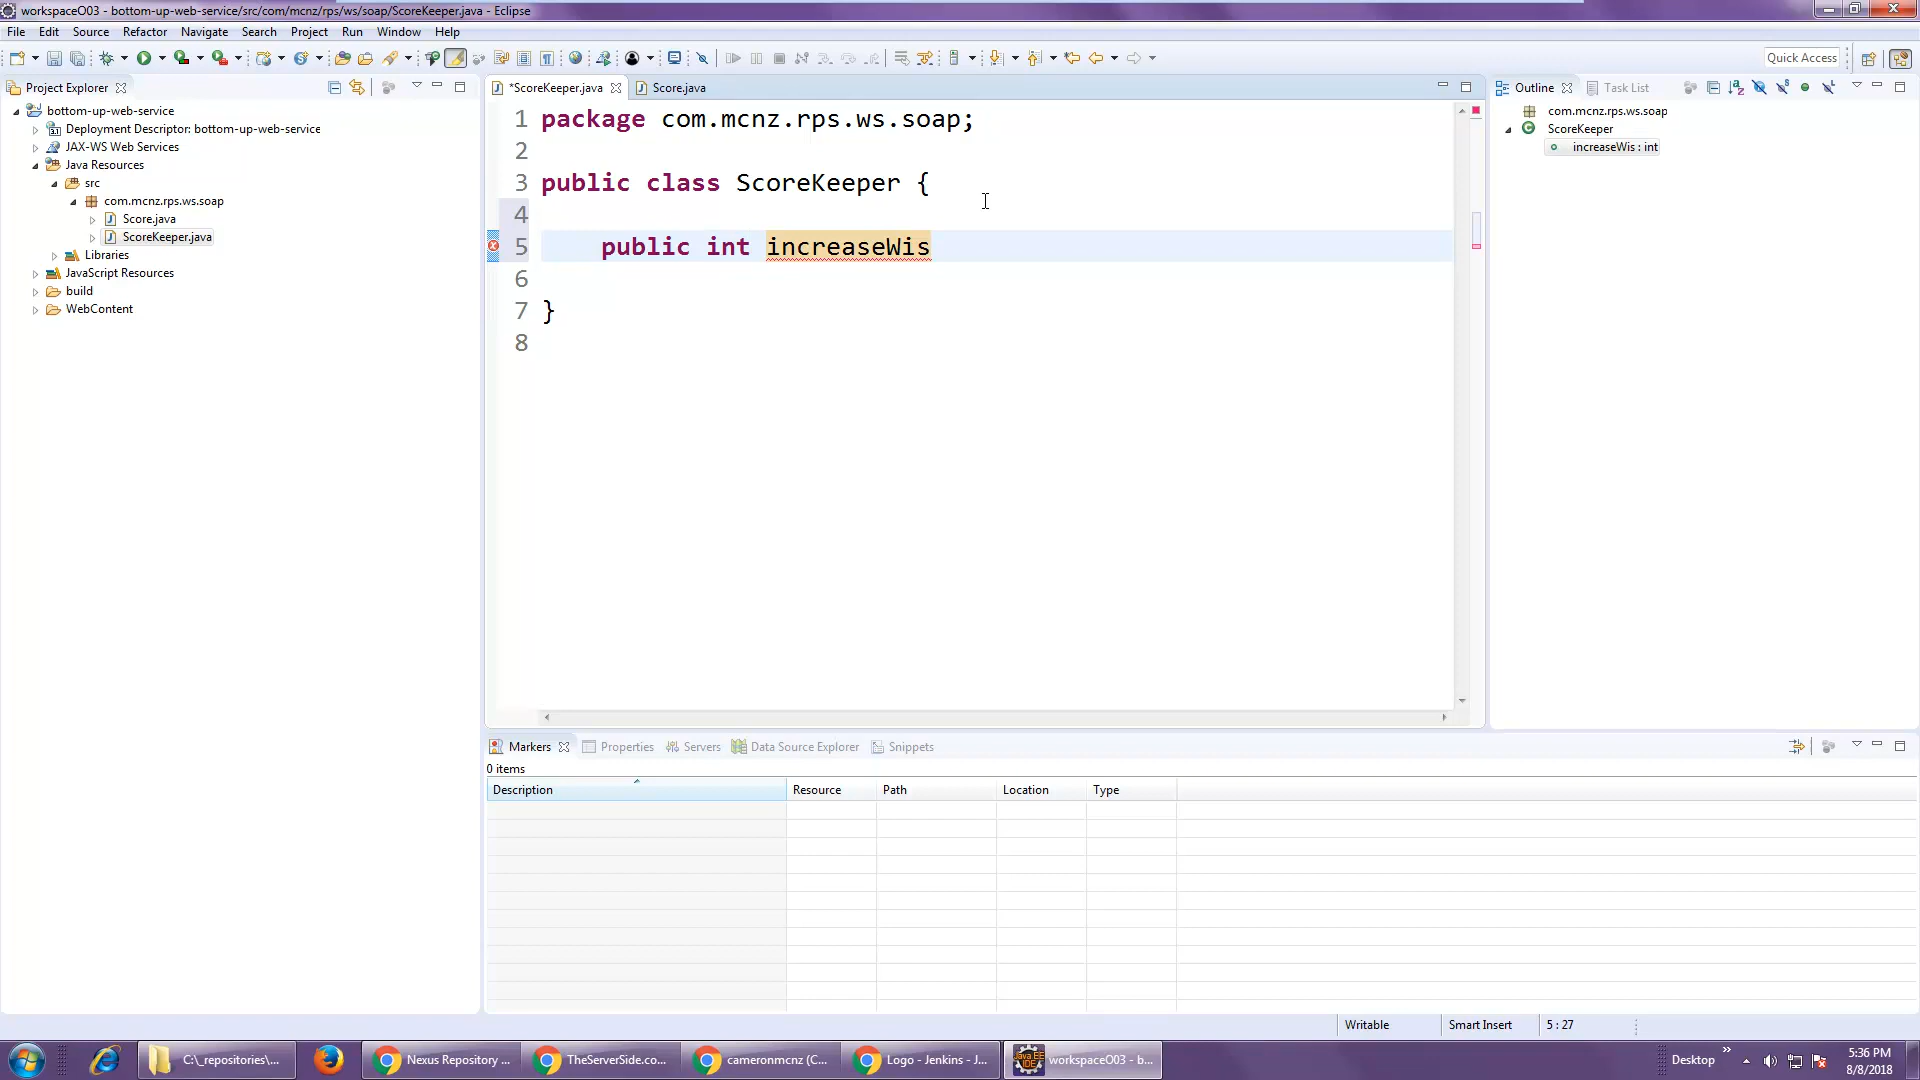 workspaceO03 - bottom-up-web-service/src/com/mcnz/rps/ws/soap/ScoreKeeper.java - Eclipse
File Edit Source Refactor Navigate Search Project Run Window Help
Quick Access
Project Explorer
*ScoreKeeper.java Score.java
Outline Task List
bottom-up-web-service
Deployment Descriptor: bottom-up-web-service
JAX-WS Web Services
Java Resources
src
com.mcnz.rps.ws.soap
Score.java
ScoreKeeper.java
Libraries
JavaScript Resources
build
WebContent
1 package com.mcnz.rps.ws.soap;
2
3 public class ScoreKeeper {
4
5 public int increaseWis
6
7 }
8
com.mcnz.rps.ws.soap
ScoreKeeper
increaseWis : int
Markers Properties Servers Data Source Explorer Snippets
0 items
Description Resource Path Location Type
Writable Smart Insert 5 : 27
C:\_repositories\... Nexus Repository ... TheServerSide.co... cameronmcnz (C... Logo - Jenkins - J... Java EE IDE workspaceO03 - b... Desktop
5:36 PM
8/8/2018